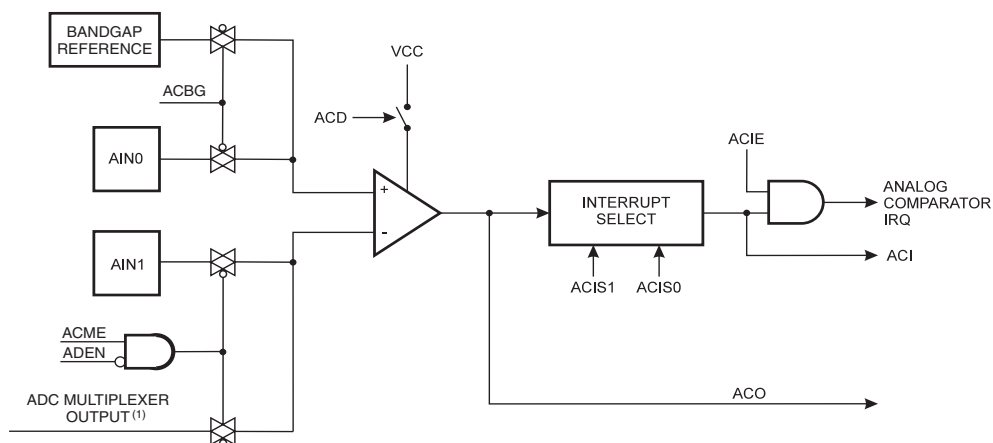 BANDGAP
REFERENCE
VCC
ACBG
ACD
ACIE
AIN0
+
-
INTERRUPT
SELECT
ANALOG
COMPARATOR
IRQ
AIN1
ACI
ACIS1
ACIS0
ACME
ADEN
ADC MULTIPLEXER
OUTPUT (1)
ACO